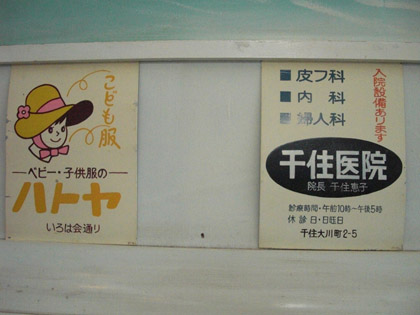 こども服
ベビー・子供服の
ハトヤ
いろは会通り
皮フ科
内科
婦人科
入院設備あります
千住医院
院長 千住恵子
診療時間・午前10時〜午後5時
休診日・日祝日
千住大川町2-5